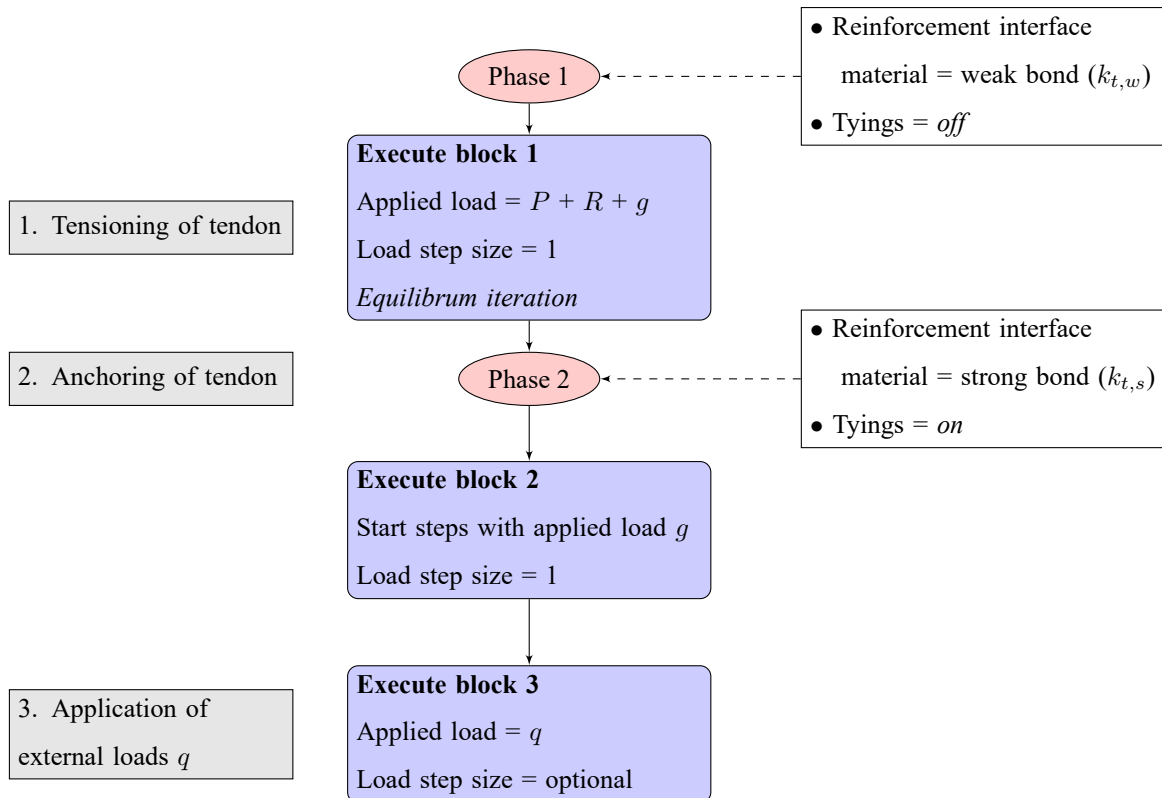 • Reinforcement interface
material = weak bond (k_{t,w})
• Tyings = off
Phase 1
Execute block 1
Applied load = P + R + g
Load step size = 1
Equilibrum iteration
1. Tensioning of tendon
• Reinforcement interface
material = strong bond (k_{t,s})
• Tyings = on
2. Anchoring of tendon
Phase 2
Execute block 2
Start steps with applied load g
Load step size = 1
3. Application of
external loads q
Execute block 3
Applied load = q
Load step size = optional